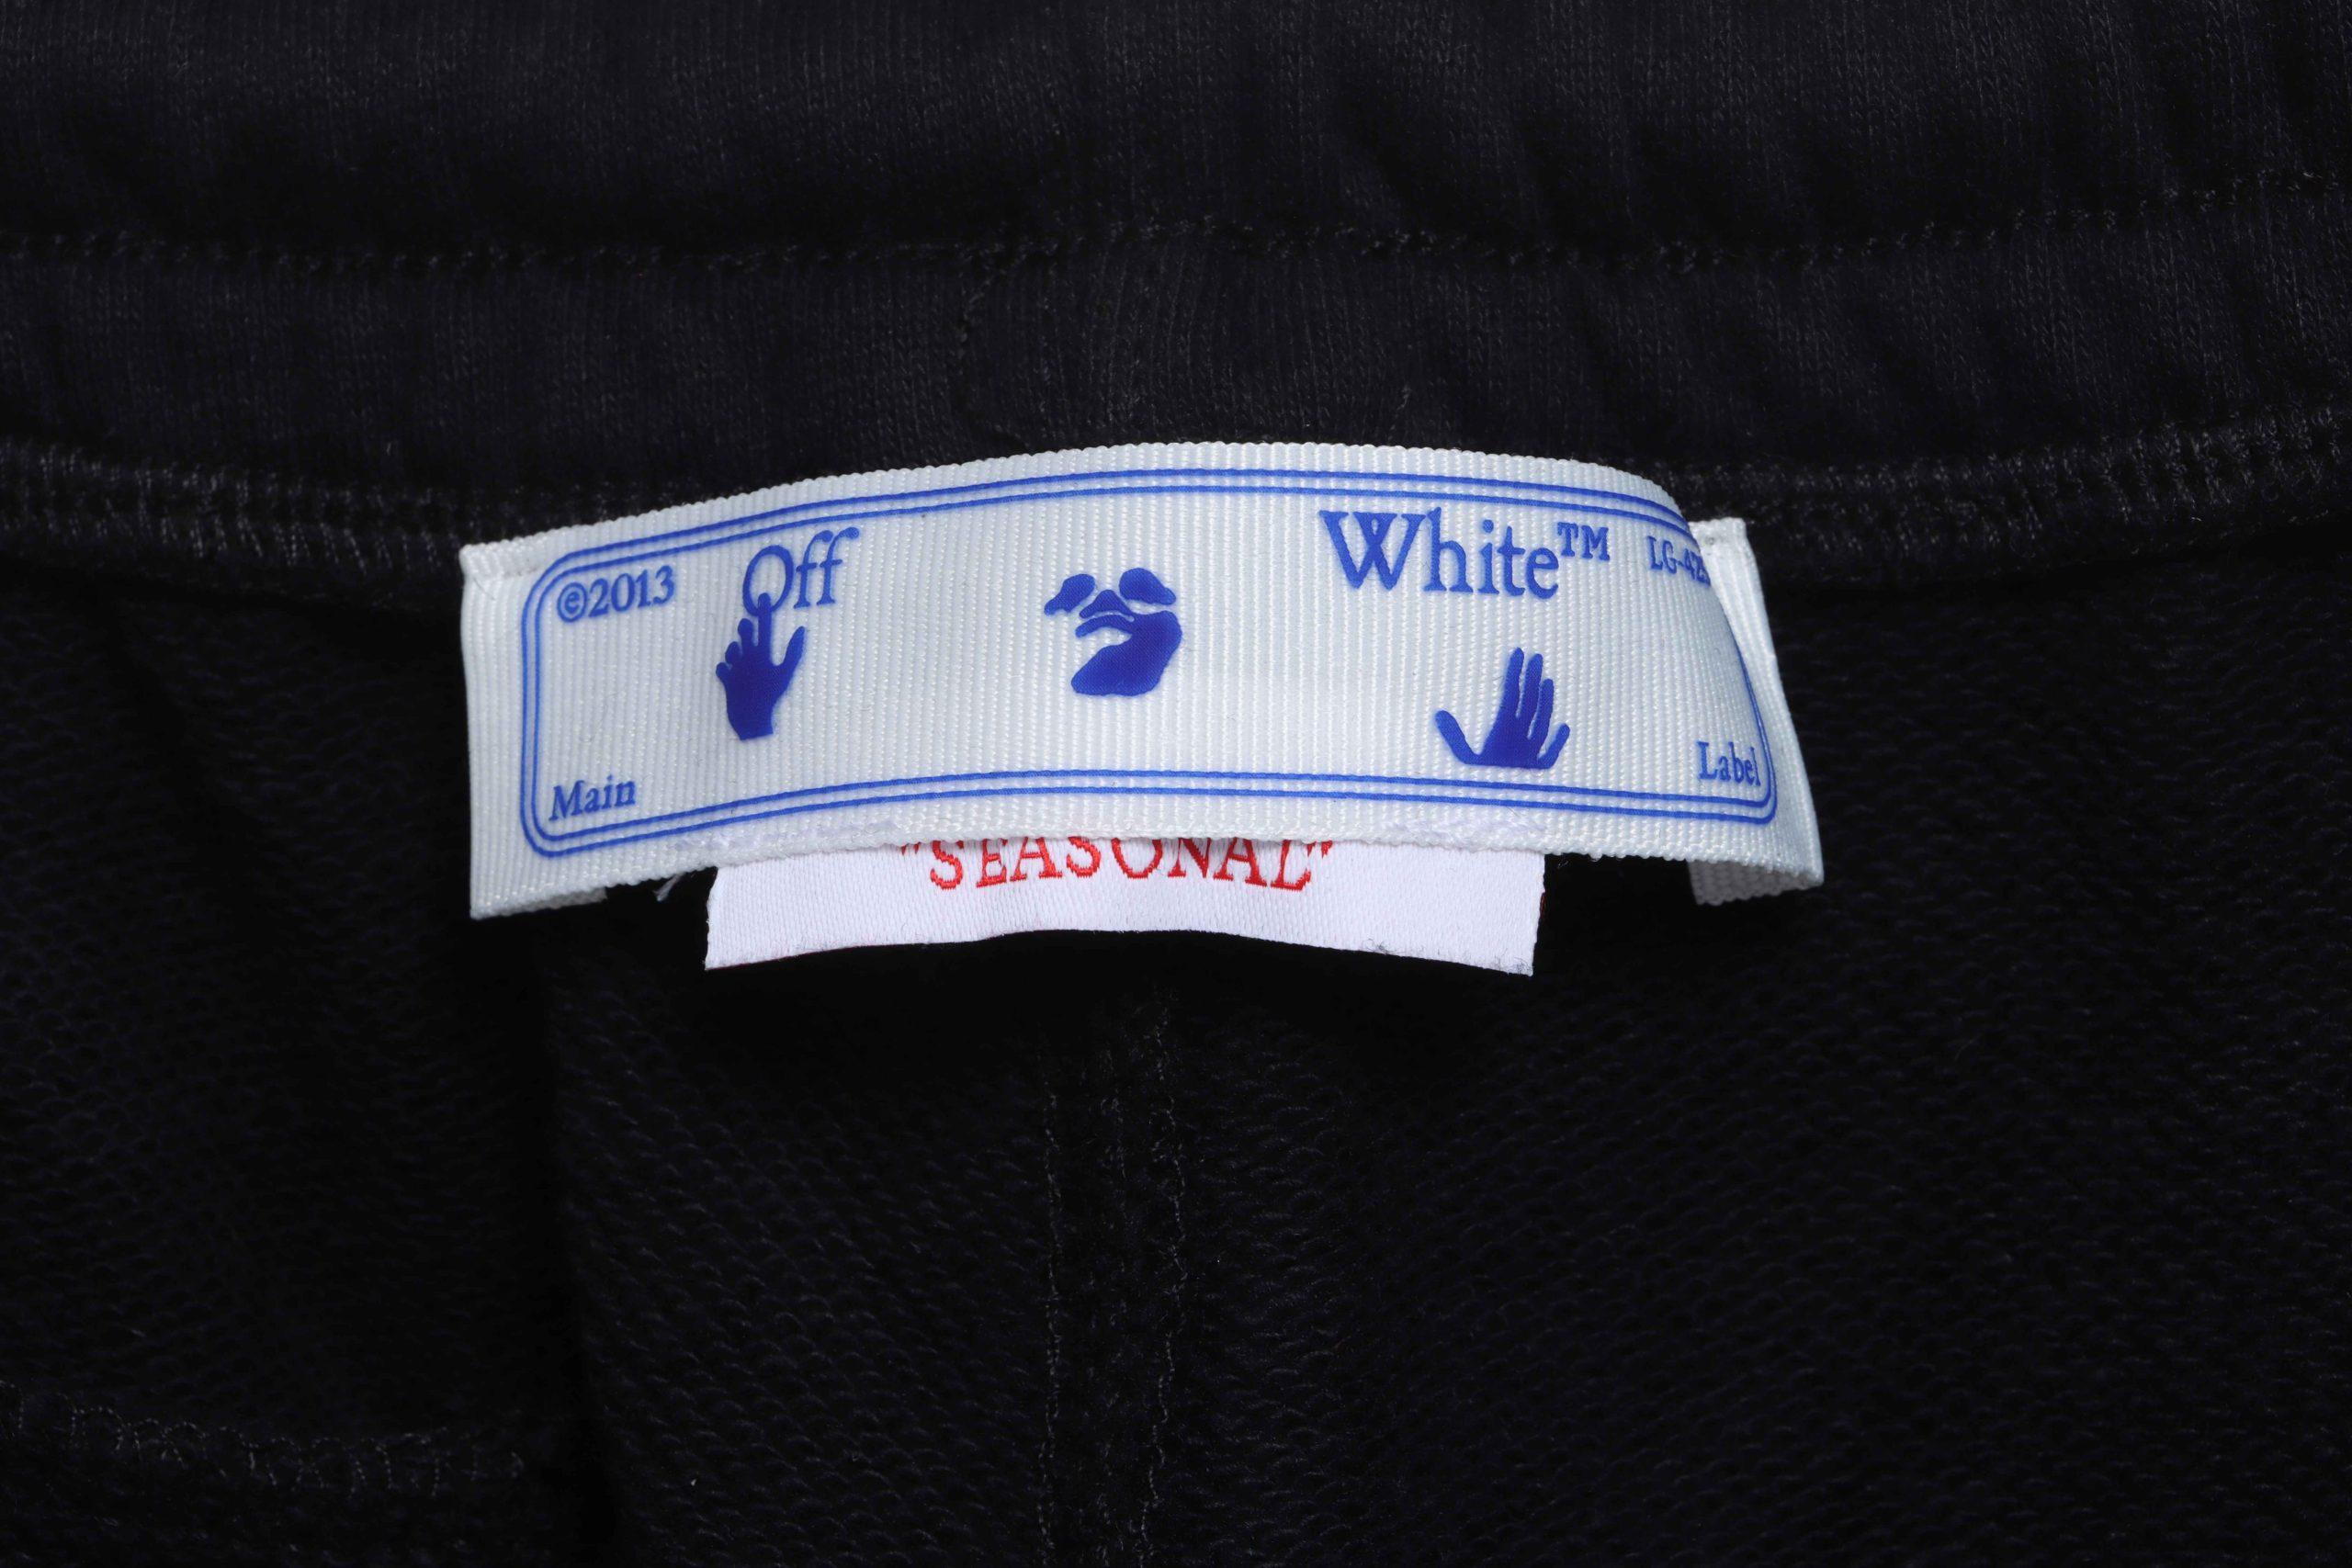 ©2013 Off White™
Main Label
"SEASONAL"